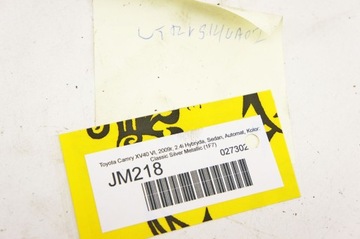 Toyota Camry XV40 VI, 2009r, 2.4i Hybryda, Sedan, Automat, Kolor:
Classic Silver Metallic (1F7)
JM218
027302